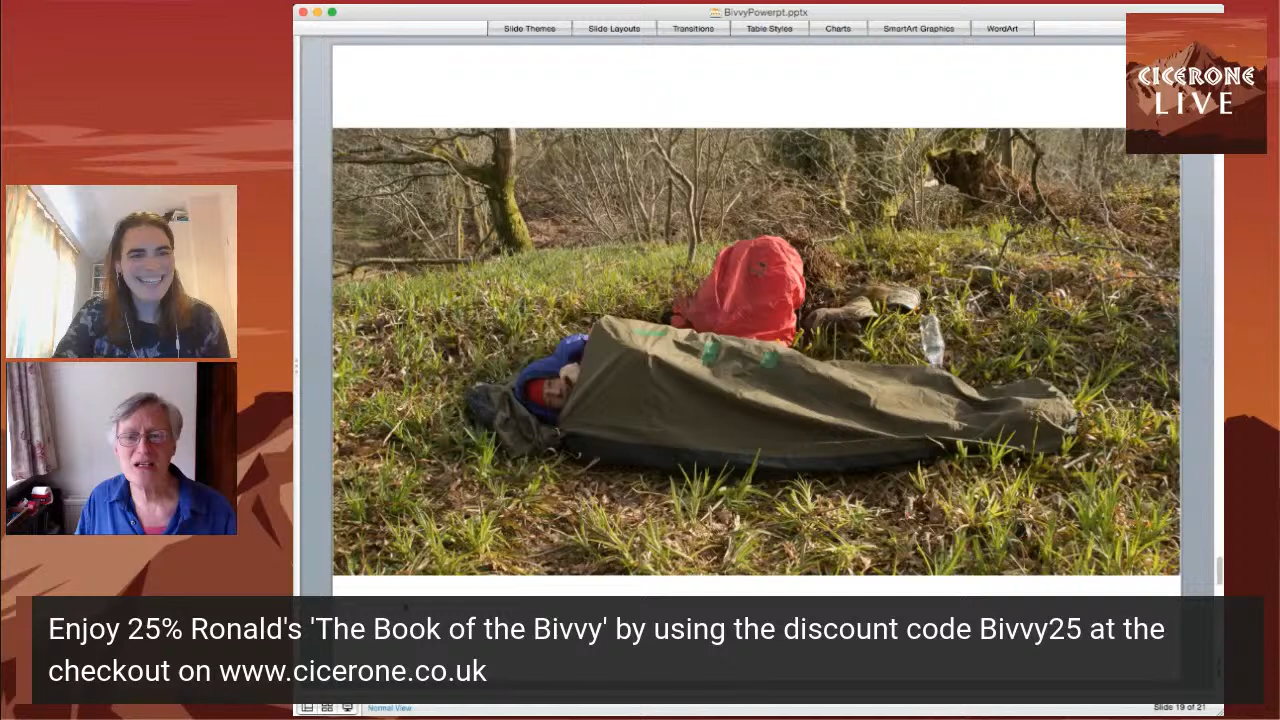 BivvyPowerpt.pptx
Slide Themes Slide Layouts Transitions Table Styles Charts SmartArt Graphics WordArt
CICERONE
LIVE
Enjoy 25% Ronald's 'The Book of the Bivvy' by using the discount code Bivvy25 at the
checkout on www.cicerone.co.uk
Normal View
Slide 19 of 21